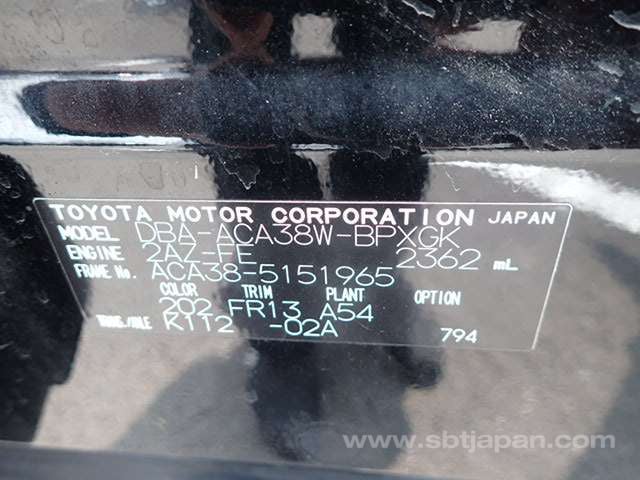 TOYOTA MOTOR CORPORATION JAPAN
MODEL DBA-ACA38W-BPXGK
ENGINE 2AZ-FE 2362 mL
FRAME No. ACA38-5151965
COLOR TRIM PLANT OPTION
202 FR13 A54
TRANS./AXLE K112 -02A 794
www.sbtjapan.com